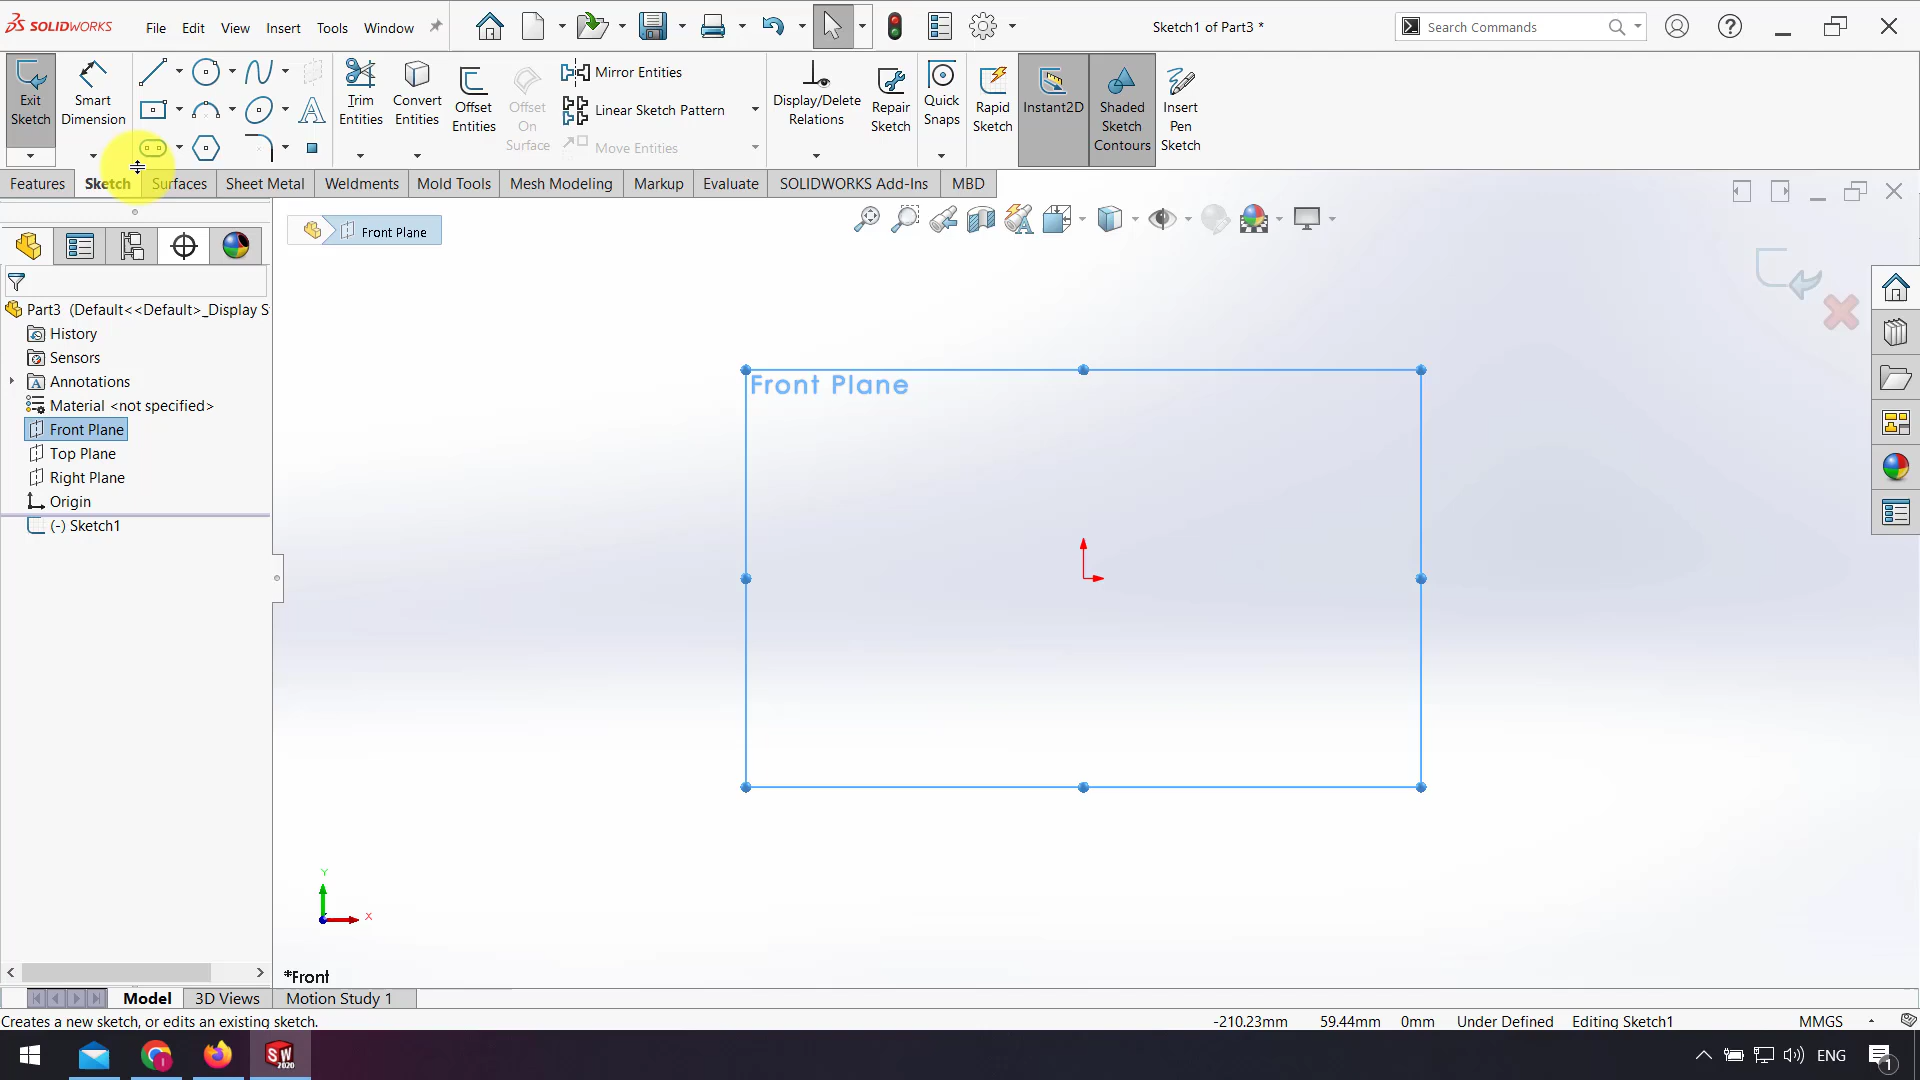 SOLIDWORKS
File Edit View Insert Tools Window
Sketch1 of Part3 *
Search Commands
Exit Sketch
Smart Dimension
Trim Entities
Convert Entities
Offset Entities
Offset On Surface
Mirror Entities
Linear Sketch Pattern
Move Entities
Display/Delete Relations
Repair Sketch
Quick Snaps
Rapid Sketch
Instant2D
Shaded Sketch Contours
Insert Pen Sketch
Features Sketch Surfaces Sheet Metal Weldments Mold Tools Mesh Modeling Markup Evaluate SOLIDWORKS Add-Ins MBD
Front Plane
Part3 (Default<<Default>_Display S
History
Sensors
Annotations
Material <not specified>
Front Plane
Top Plane
Right Plane
Origin
(-) Sketch1
Front Plane
Y
X
*Front
Model 3D Views Motion Study 1
Creates a new sketch, or edits an existing sketch.
-210.23mm 59.44mm 0mm Under Defined Editing Sketch1 MMGS
SW 2020
ENG
1